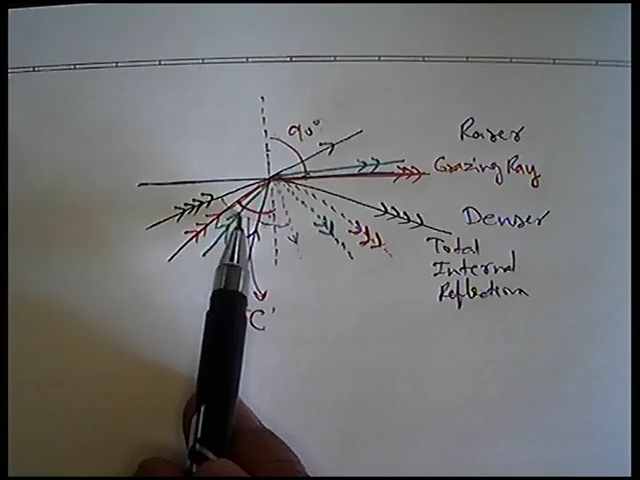 90°
Rarer
Grazing Ray
Denser
Total
Internal
Reflection
'C'